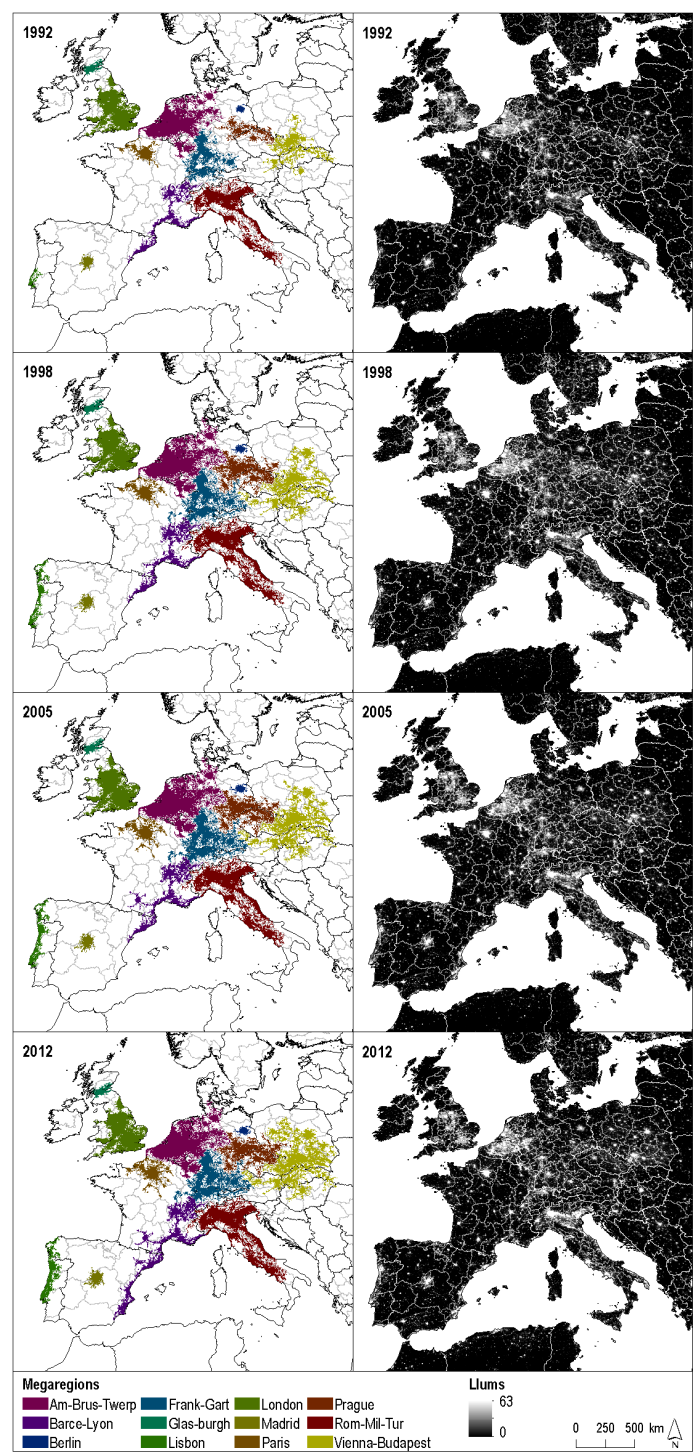 1992
1992
1998
1998
2005
2005
2012
2012
Megaregions
Llums
Am-Brus-Twerp Frank-Gart London Prague
Barce-Lyon Glas-burgh Madrid Rom-Mil-Tur
Berlin Lisbon Paris Vienna-Budapest
63
0
0 250 500 km
N